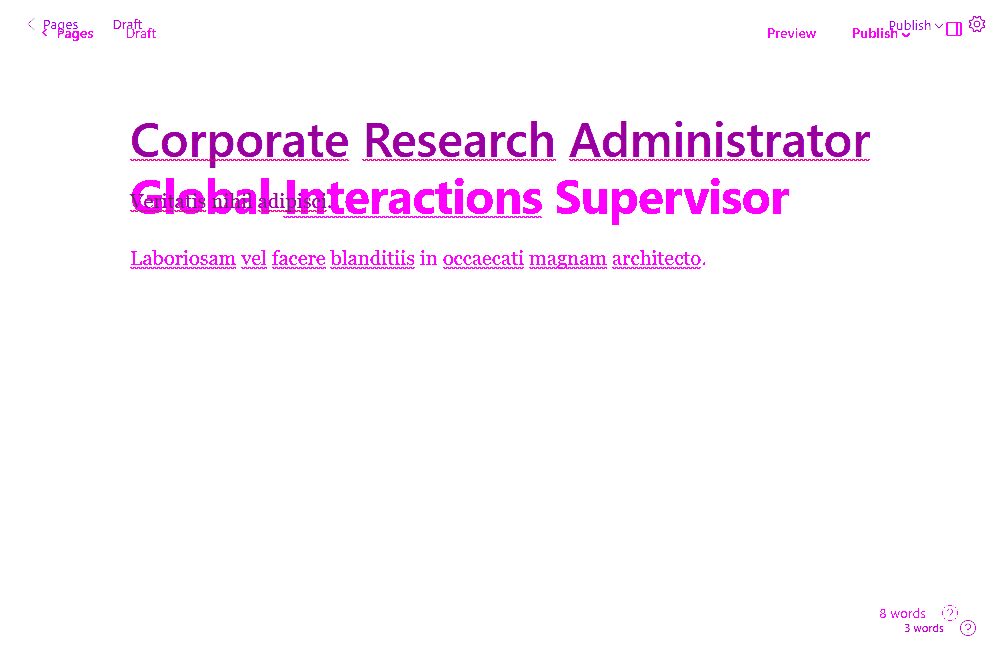 Pages Draft Publish
Pages Draft Preview Publish
Corporate Research Administrator
Global Interactions Supervisor
Veritatis nihil adipisci.
Laboriosam vel facere blanditiis in occaecati magnam architecto.
8 words
3 words